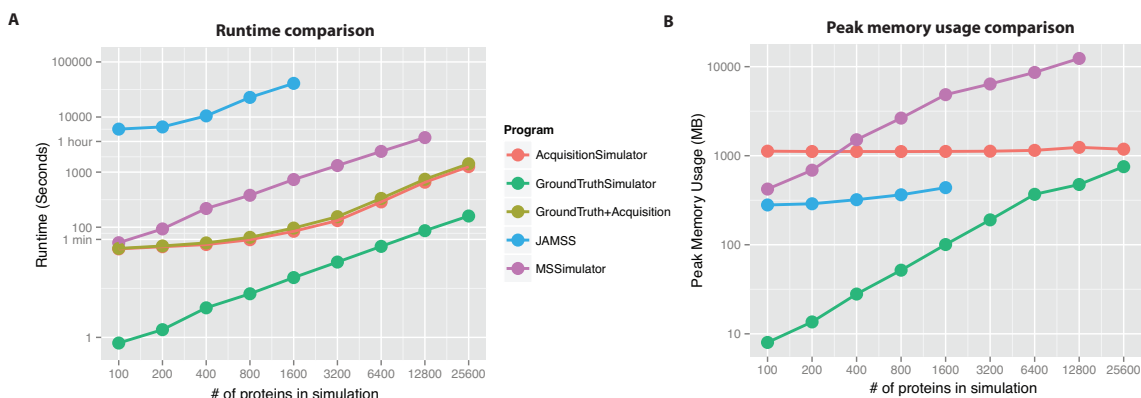 A
Runtime comparison
100000
10000
1 hour
1000
100
1 min
1
Runtime (Seconds)
100 200 400 800 1600 3200 6400 12800 25600
# of proteins in simulation
Program
AcquisitionSimulator
GroundTruthSimulator
GroundTruth+Acquisition
JAMSS
MSSimulator
B
Peak memory usage comparison
10000
1000
100
10
Peak Memory Usage (MB)
100 200 400 800 1600 3200 6400 12800 25600
# of proteins in simulation